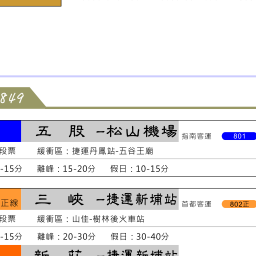 849
五 股 --松山機場 指南客運 801
段票 緩衝區：捷運丹鳳站-五谷王廟
-15分 離峰：15-20分 假日：10-15分
正線 三 峽 --捷運新埔站 首都客運 802正
段票 緩衝區：山佳-樹林後火車站
-15分 離峰：20-30分 假日：30-40分
新 莊 --捷運新埔站